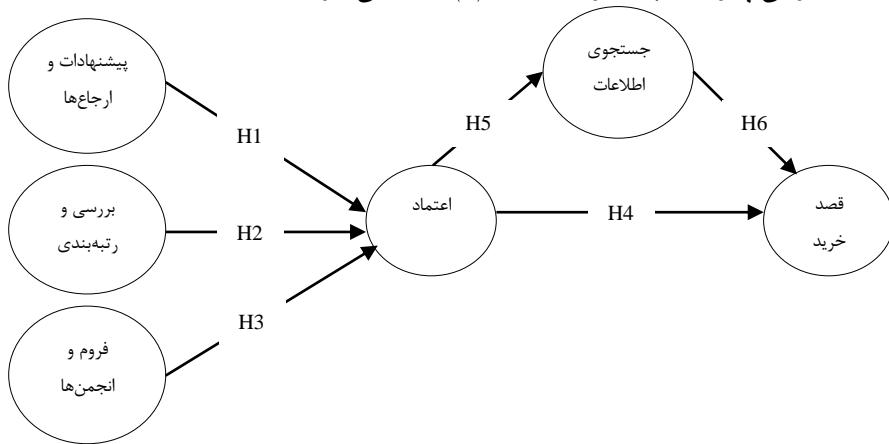 پیشنهادات و
ارجاع‌ها
بررسی و
رتبه‌بندی
فروم و
انجمن‌ها
H1
H2
H3
اعتماد
H5
جستجوی
اطلاعات
H4
H6
قصد
خرید